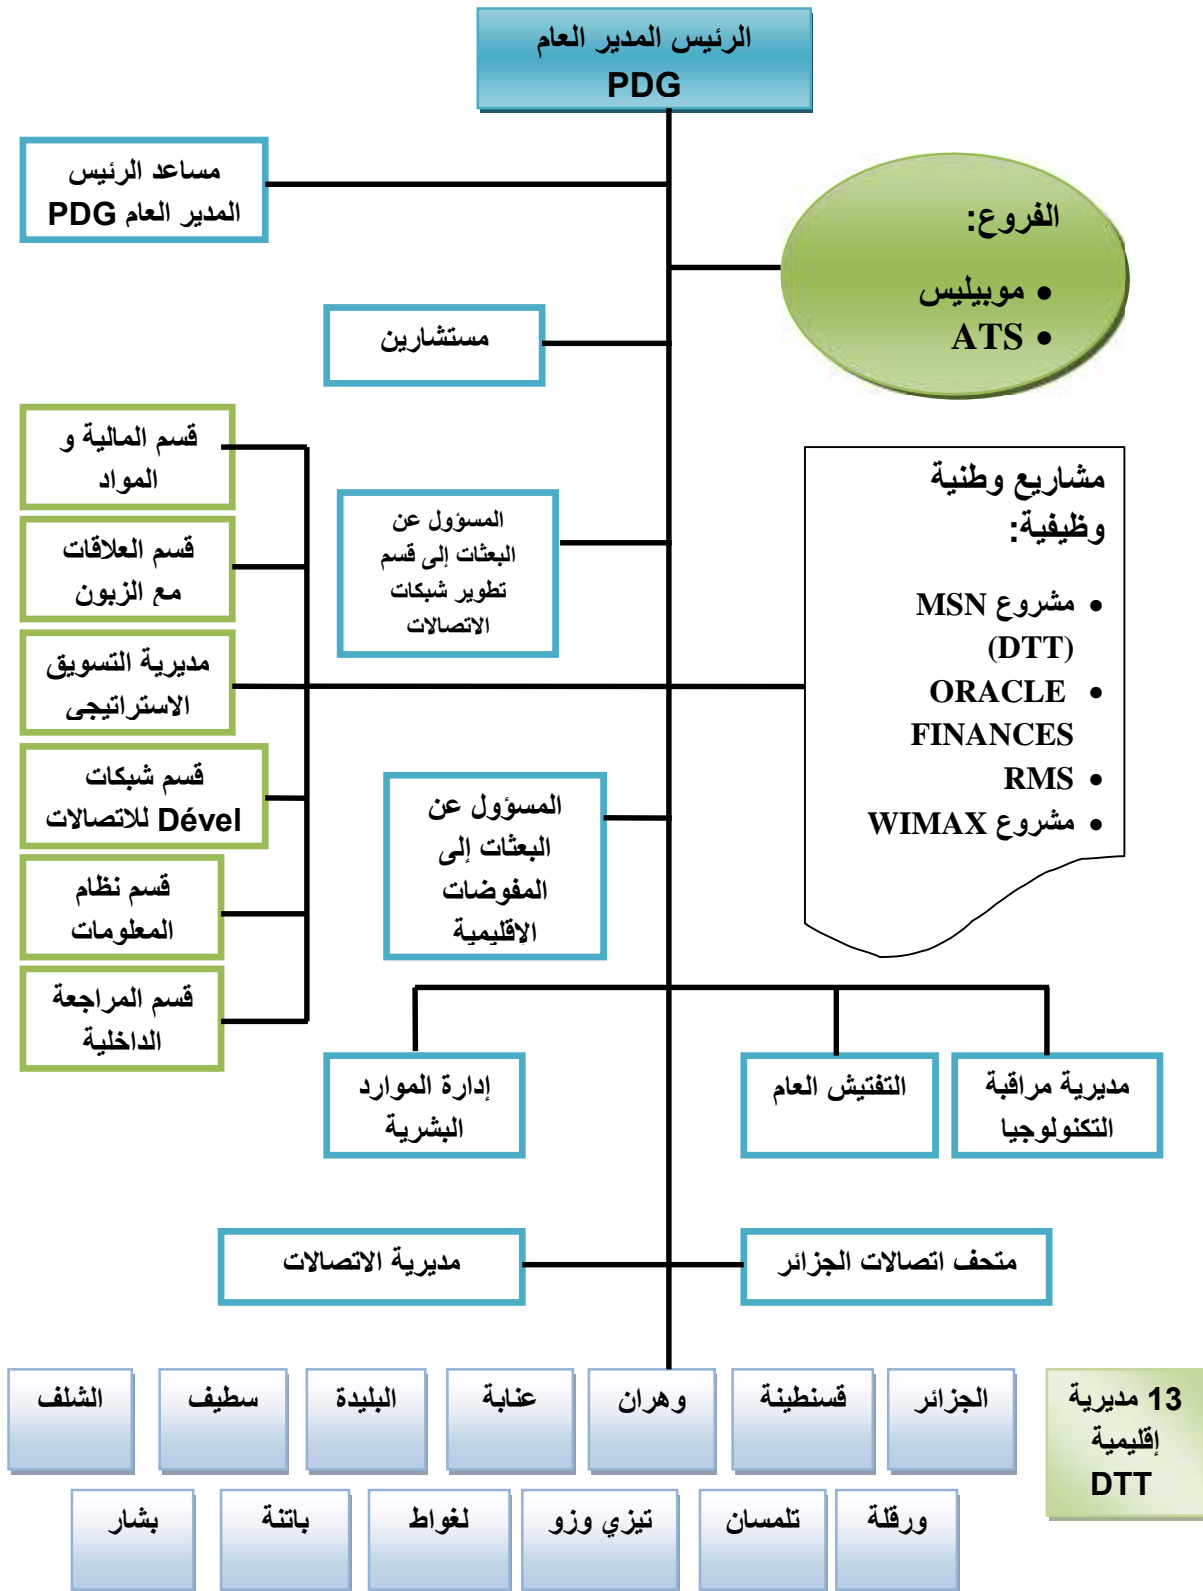 الرئيس المدير العام
PDG
مساعد الرئيس
المدير العام PDG
الفروع:
• موبيليس
• ATS
مستشارين
قسم المالية و
المواد
قسم العلاقات
مع الزبون
مديرية التسويق
الاستراتيجي
قسم شبكات
Dével للاتصالات
قسم نظام
المعلومات
قسم المراجعة
الداخلية
المسؤول عن
البعثات إلى قسم
تطوير شبكات
الاتصالات
مشاريع وطنية
وظيفية:
• مشروع MSN
(DTT)
• ORACLE
FINANCES
• RMS
• مشروع WIMAX
المسؤول عن
البعثات إلى
المفوضات
الإقليمية
مديرية مراقبة
التكنولوجيا
التفتيش العام
إدارة الموارد
البشرية
متحف اتصالات الجزائر
مديرية الاتصالات
13 مديرية
إقليمية
DTT
الجزائر
قسنطينة
وهران
عنابة
البليدة
سطيف
الشلف
ورقلة
تلمسان
تيزي وزو
لغواط
باتنة
بشار